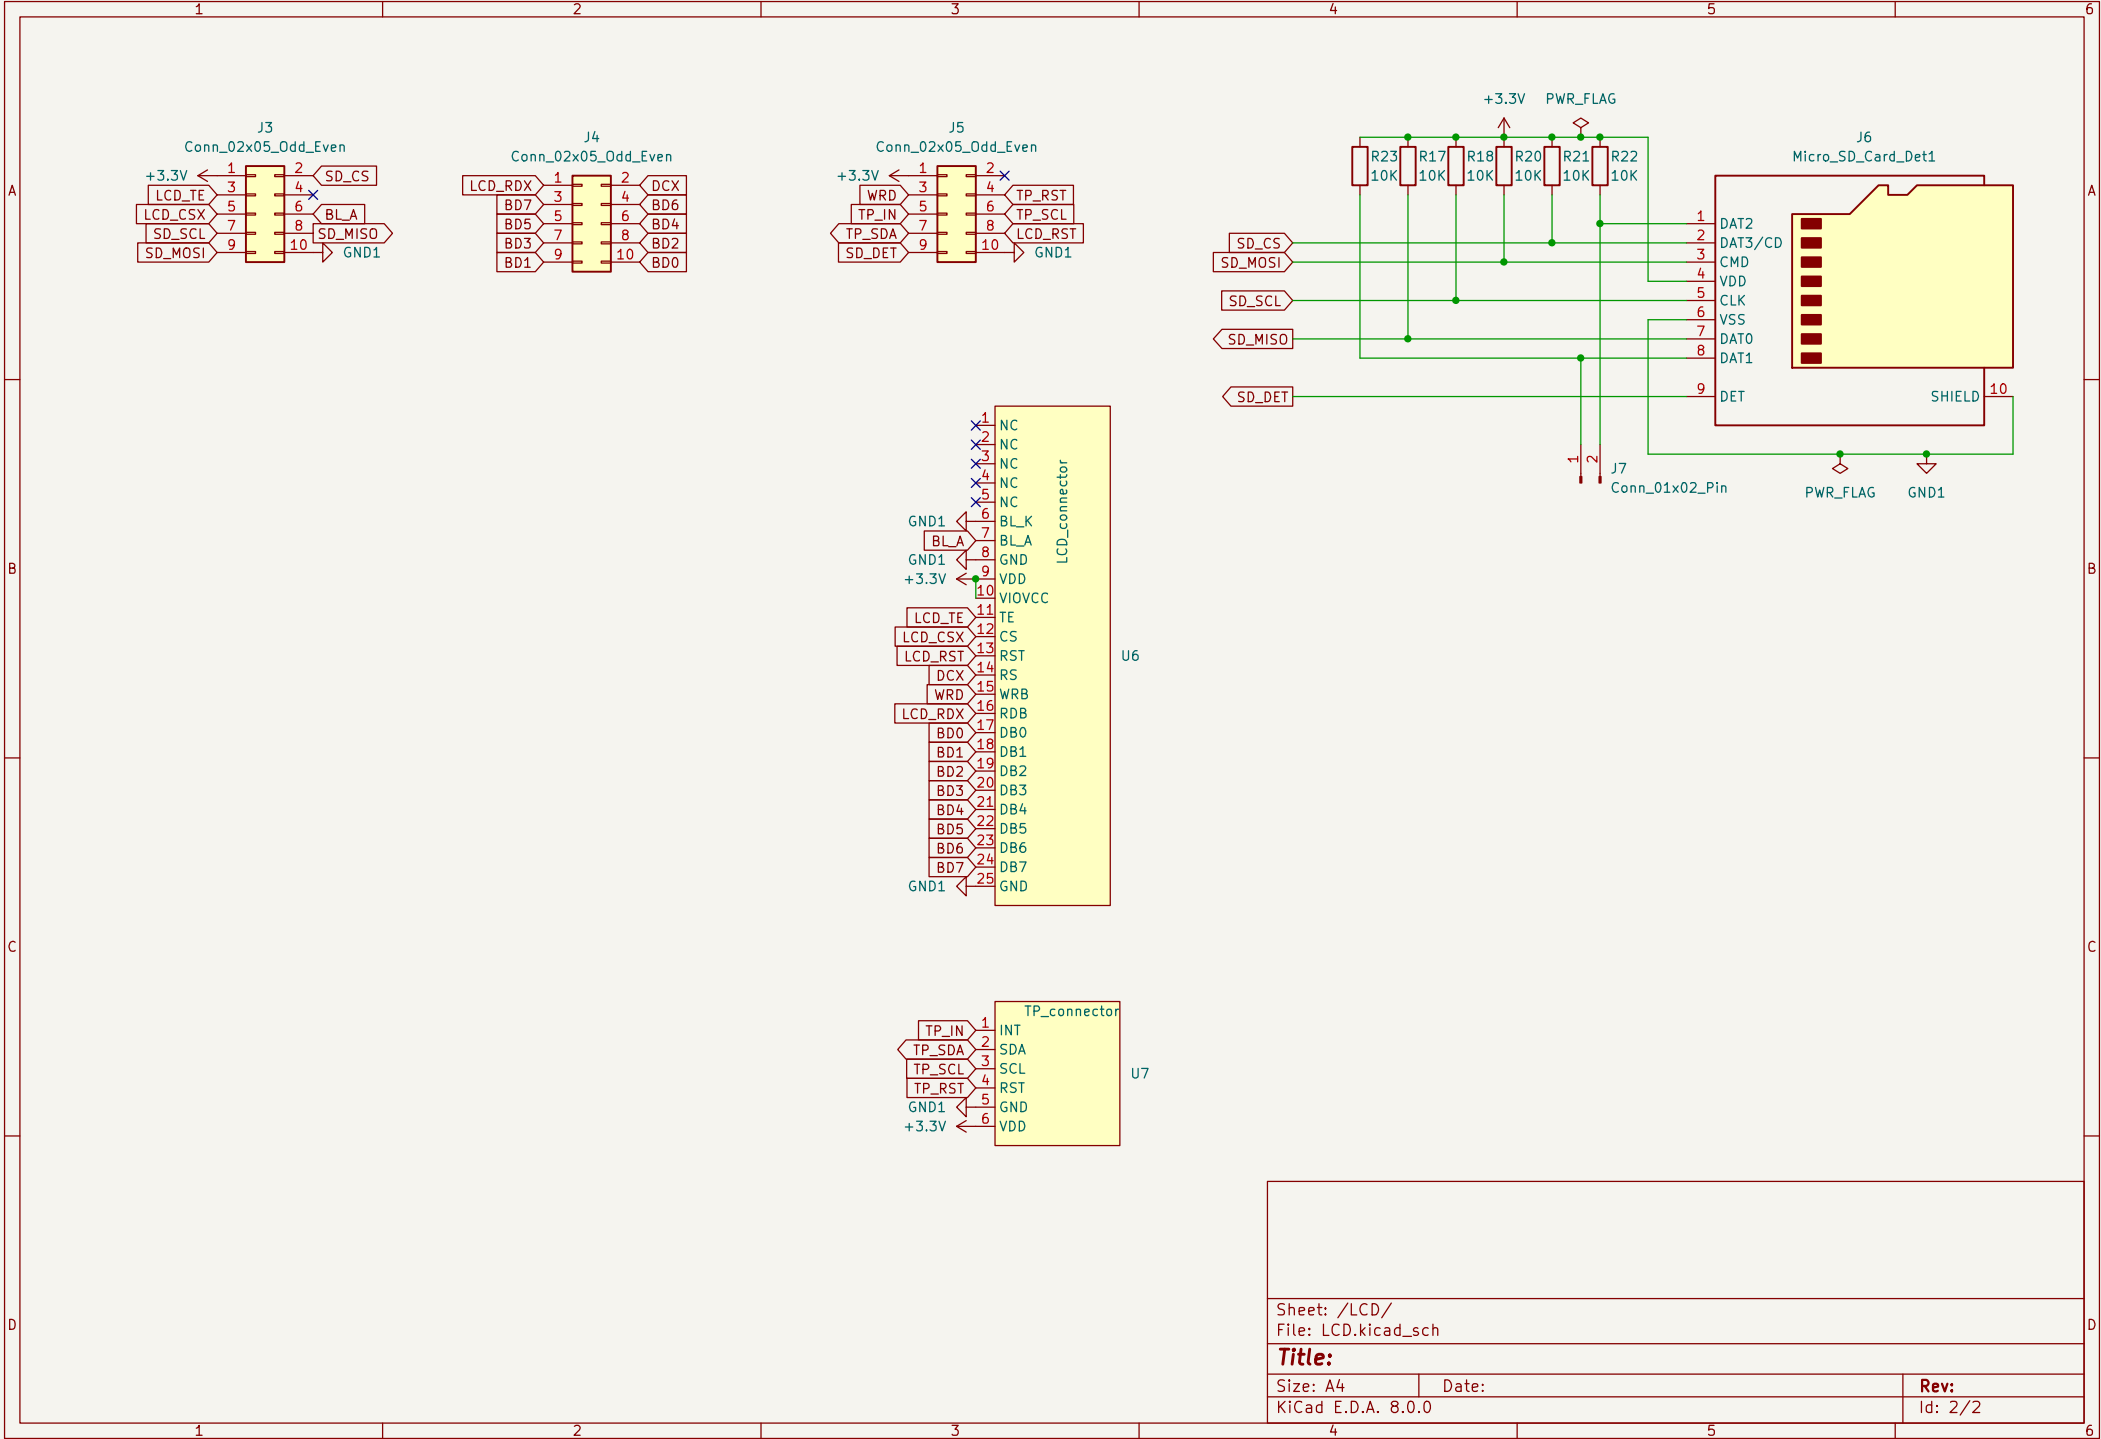 1 2 3 4 5 6
A
B
C
D
A
B
C
D
J3
Conn_02x05_Odd_Even
+3.3V 1 2 SD_CS
LCD_TE 3 4
LCD_CSX 5 6 BL_A
SD_SCL 7 8 SD_MISO
SD_MOSI 9 10 GND1
J4
Conn_02x05_Odd_Even
LCD_RDX 1 2 DCX
BD7 3 4 BD6
BD5 5 6 BD4
BD3 7 8 BD2
BD1 9 10 BD0
J5
Conn_02x05_Odd_Even
+3.3V 1 2
WRD 3 4 TP_RST
TP_IN 5 6 TP_SCL
TP_SDA 7 8 LCD_RST
SD_DET 9 10 GND1
+3.3V PWR_FLAG
R23 R17 R18 R20 R21 R22
10K 10K 10K 10K 10K 10K
J6
Micro_SD_Card_Det1
1 DAT2
SD_CS 2 DAT3/CD
SD_MOSI 3 CMD
4 VDD
SD_SCL 5 CLK
6 VSS
SD_MISO 7 DAT0
8 DAT1
SD_DET 9 DET SHIELD 10
1 2 J7
Conn_01x02_Pin
PWR_FLAG GND1
LCD_connector
1 NC
2 NC
3 NC
4 NC
5 NC
GND1 6 BL_K
BL_A 7 BL_A
GND1 8 GND
+3.3V 9 VDD
10 VIOVCC
LCD_TE 11 TE
LCD_CSX 12 CS
LCD_RST 13 RST
U6
DCX 14 RS
WRD 15 WRB
LCD_RDX 16 RDB
BD0 17 DB0
BD1 18 DB1
BD2 19 DB2
BD3 20 DB3
BD4 21 DB4
BD5 22 DB5
BD6 23 DB6
BD7 24 DB7
GND1 25 GND
TP_connector
TP_IN 1 INT
TP_SDA 2 SDA
TP_SCL 3 SCL
U7
TP_RST 4 RST
GND1 5 GND
+3.3V 6 VDD
Sheet: /LCD/
File: LCD.kicad_sch
Title:
Size: A4 Date: Rev:
KiCad E.D.A. 8.0.0 Id: 2/2
1 2 3 4 5 6